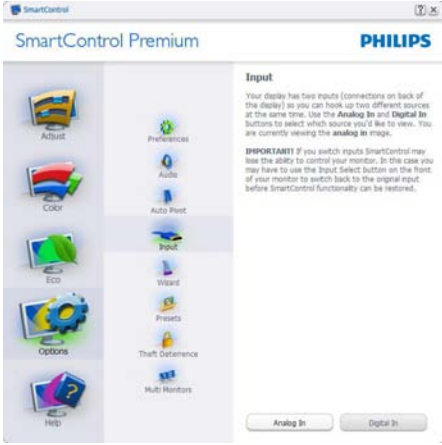 SmartControl
SmartControl Premium
PHILIPS
Adjust
Color
Eco
Options
Help
Preferences
Audio
Auto Pivot
Input
Wizard
Presets
Theft Deterrence
Multi Monitors
Input
Your display has two inputs (connections on back of
the display) so you can hook up two different sources
at the same time. Use the Analog In and Digital In
buttons to select which source you'd like to view. You
are currently viewing the analog in image.
IMPORTANT! If you switch inputs SmartControl may
lose the ability to control your monitor. In this case you
may have to use the Input Select button on the front
of your monitor to switch back to the original input
before SmartControl functionality can be restored.
Analog In
Digital In